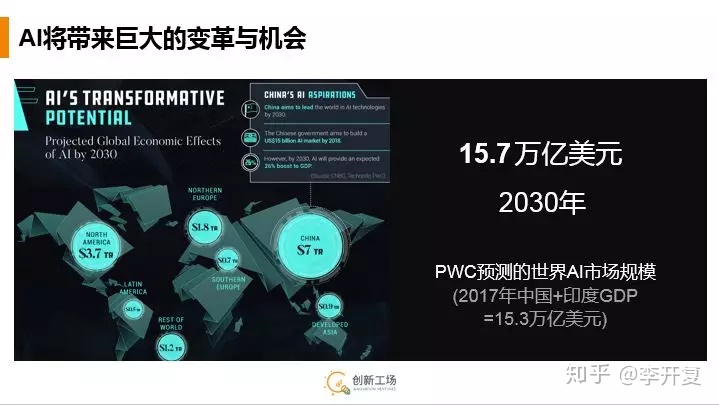 AI将带来巨大的变革与机会
AI'S TRANSFORMATIVE
POTENTIAL
Projected Global Economic Effects
of AI by 2030
CHINA'S AI ASPIRATIONS
China aims to lead the world in AI technologies
by 2030.
The Chinese government aims to build a
US$15 billion AI market by 2018.
26%
However, by 2030, AI will provide an expected
26% boost to GDP.
NORTHERN
EUROPE
$1.8 TR
NORTH
AMERICA
$3.7 TR
$0.7 TR
SOUTHERN
EUROPE
CHINA
$7 TR
LATIN
AMERICA
$0.5 TR
REST OF
WORLD
$1.2 TR
$0.9 TR
DEVELOPED
ASIA
15.7万亿美元
2030年
PWC预测的世界AI市场规模
(2017年中国+印度GDP
=15.3万亿美元)
创新工场
知乎 @李开复